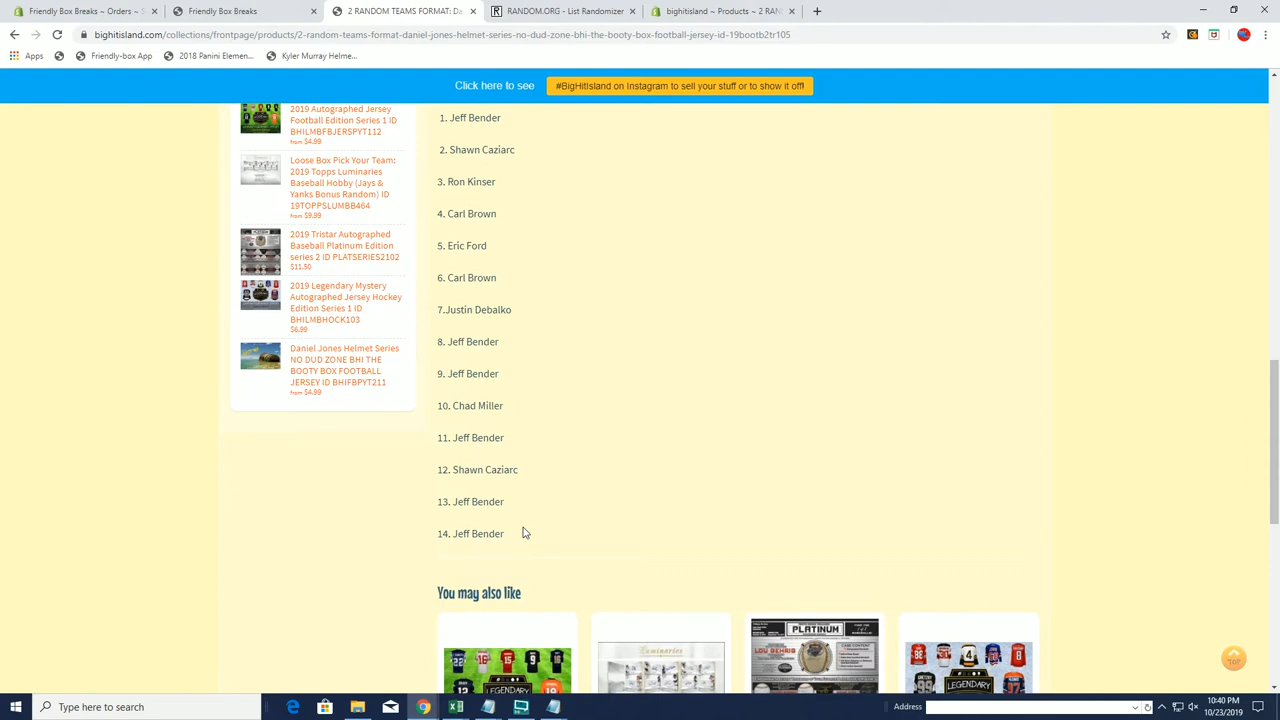 Friendly Box Breaks ~ Orders ~ S
Friendly Box Breaks
2 RANDOM TEAMS FORMAT: Da
RANDOM.ORG - List Randomizer
bighitisland ~ Products ~ 2 RAN
bighitisland.com/collections/frontpage/products/2-random-teams-format-daniel-jones-helmet-series-no-dud-zone-bhi-the-booty-box-football-jersey-id-19bootb2tr105
Apps
Friendly-box App
2018 Panini Elemen...
Kyler Murray Helme...
Click here to see
#BigHitIsland on Instagram to sell your stuff or to show it off!
2019 Autographed Jersey
Football Edition Series 1 ID
BHILMBFBJERSPYT112
from $4.99
Loose Box Pick Your Team:
2019 Topps Luminaries
Baseball Hobby (Jays &
Yanks Bonus Random) ID
19TOPPSLUMBB464
from $9.99
2019 Tristar Autographed
Baseball Platinum Edition
series 2 ID PLATSERIES2102
$11.50
2019 Legendary Mystery
Autographed Jersey Hockey
Edition Series 1 ID
BHILMBHOCK103
$6.99
Daniel Jones Helmet Series
NO DUD ZONE BHI THE
BOOTY BOX FOOTBALL
JERSEY ID BHIFBPYT211
from $4.99
1. Jeff Bender
2. Shawn Caziarc
3. Ron Kinser
4. Carl Brown
5. Eric Ford
6. Carl Brown
7.Justin Debalko
8. Jeff Bender
9. Jeff Bender
10. Chad Miller
11. Jeff Bender
12. Shawn Caziarc
13. Jeff Bender
14. Jeff Bender
You may also like
LEGENDARY
Luminaries
PLATINUM
LOU GEHRIG
LEGENDARY
TOP
Type here to search
Address
10:40 PM
10/23/2019